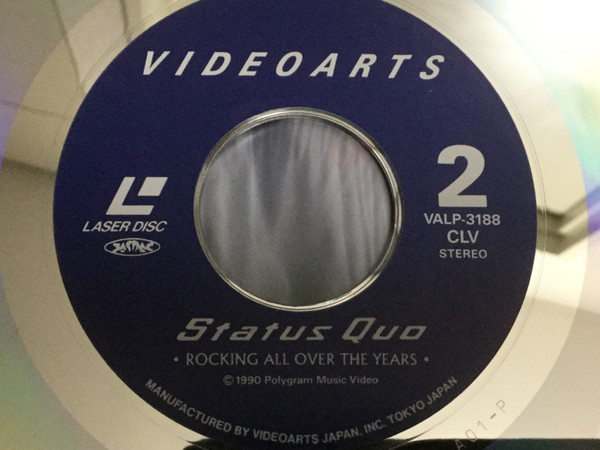 VIDEOARTS
LASER DISC
2
VALP-3188
CLV
STEREO
Status Quo
• ROCKING ALL OVER THE YEARS •
©1990 Polygram Music Video
MANUFACTURED BY VIDEOARTS JAPAN. INC. TOKYO JAPAN
A01-P